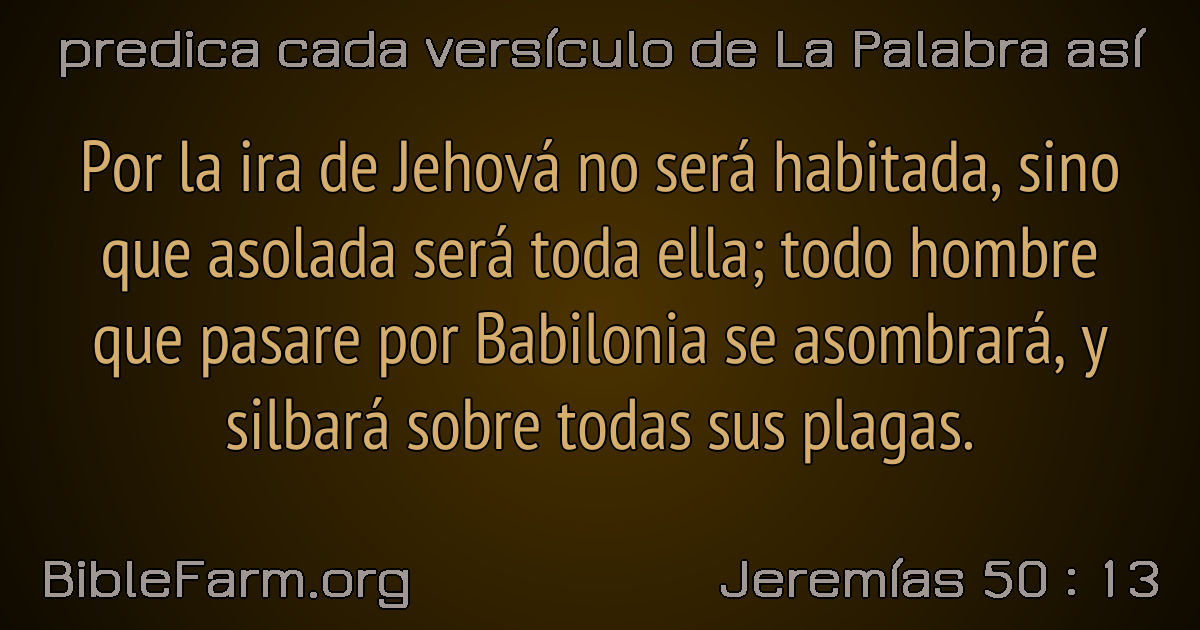 predica cada versículo de La Palabra así
Por la ira de Jehová no será habitada, sino
que asolada será toda ella; todo hombre
que pasare por Babilonia se asombrará, y
silbará sobre todas sus plagas.
BibleFarm.org
Jeremías 50 : 13